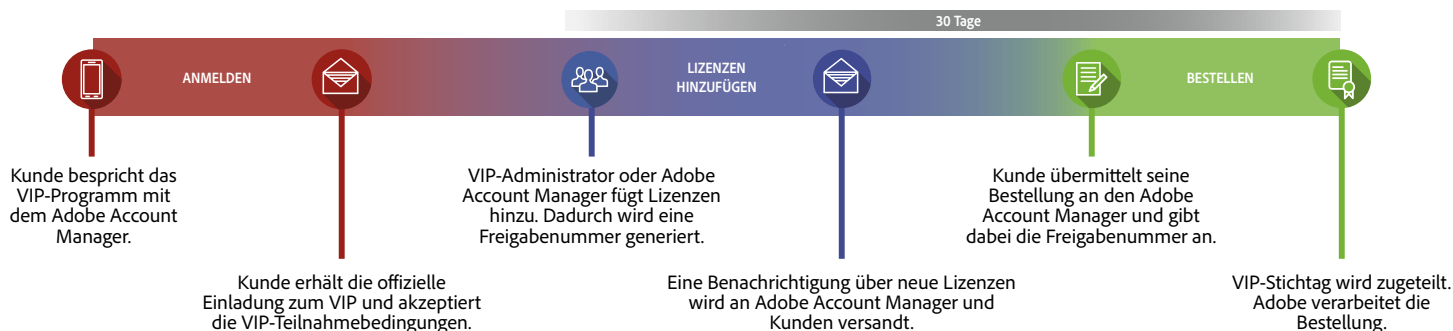 30 Tage
ANMELDEN
LIZENZEN
HINZUFÜGEN
BESTELLEN
Kunde bespricht das
VIP-Programm mit
dem Adobe Account
Manager.
Kunde erhält die offizielle
Einladung zum VIP und akzeptiert
die VIP-Teilnahmebedingungen.
VIP-Administrator oder Adobe
Account Manager fügt Lizenzen
hinzu. Dadurch wird eine
Freigabenummer generiert.
Eine Benachrichtigung über neue Lizenzen
wird an Adobe Account Manager und
Kunden versandt.
Kunde übermittelt seine
Bestellung an den Adobe
Account Manager und gibt
dabei die Freigabenummer an.
VIP-Stichtag wird zugeteilt.
Adobe verarbeitet die
Bestellung.